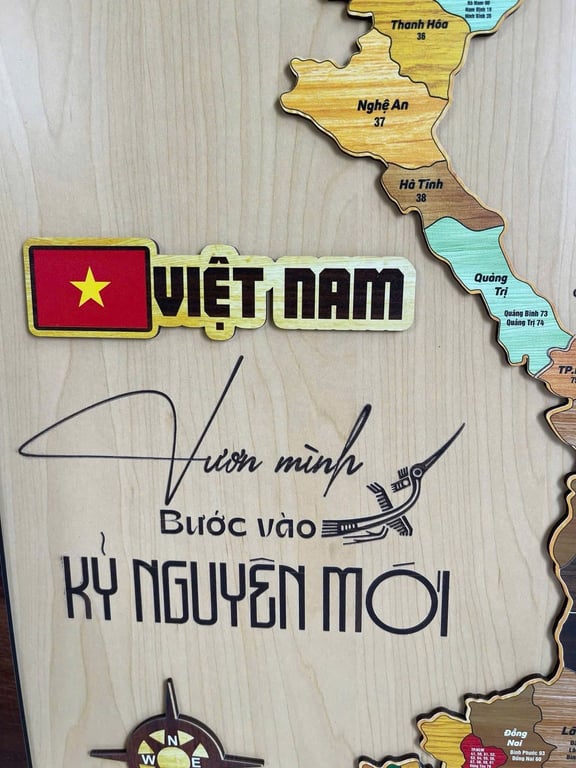 Thanh Hóa
36
Nghệ An
37
Hà Tĩnh
38
Quảng
Trị
Quảng Bình 73
Quảng Trị 74
VIỆT NAM
Vươn mình
Bước vào
KỶ NGUYÊN MỚI
N
W E
Đồng
Nai
Bình Phước 93
Đồng Nai 60